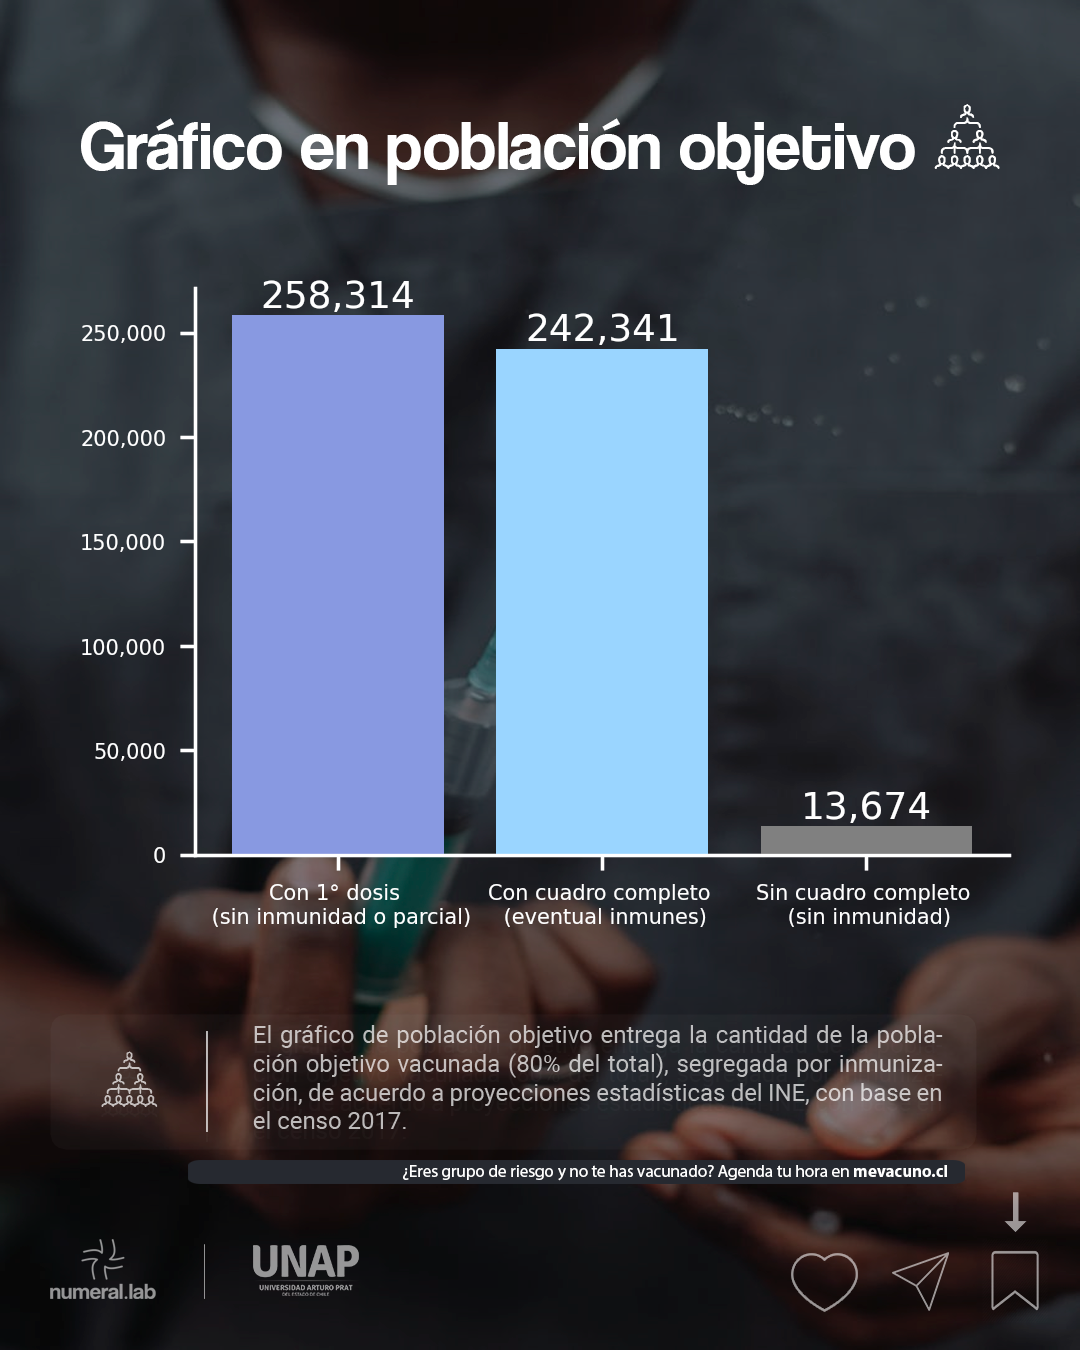 Gráfico en población objetivo
258,314
242,341
13,674
250,000
200,000
150,000
100,000
50,000
0
Con 1° dosis
(sin inmunidad o parcial)
Con cuadro completo
(eventual inmunes)
Sin cuadro completo
(sin inmunidad)
El gráfico de población objetivo entrega la cantidad de la pobla-
ción objetivo vacunada (80% del total), segregada por inmuniza-
ción, de acuerdo a proyecciones estadísticas del INE, con base en
el censo 2017.
¿Eres grupo de riesgo y no te has vacunado? Agenda tu hora en mevacuno.cl
numeral.lab
UNAP
UNIVERSIDAD ARTURO PRAT
DEL ESTADO DE CHILE